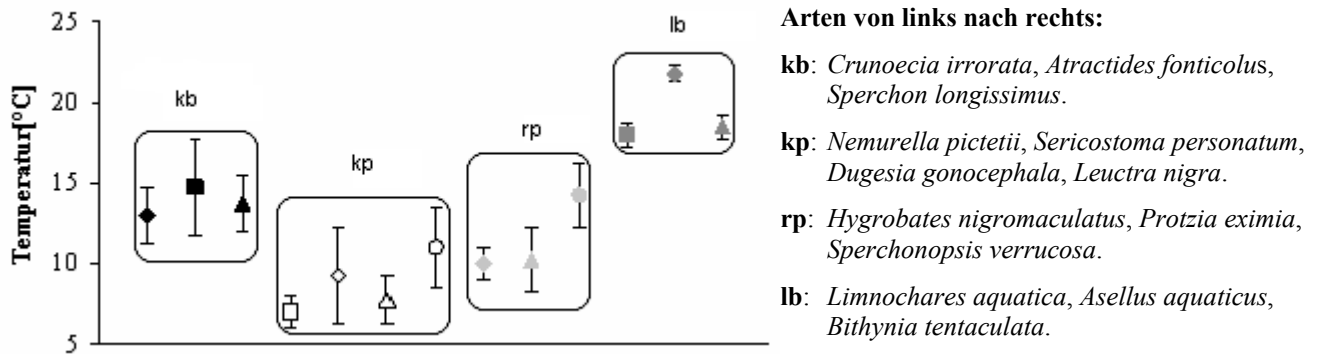 25
20
15
10
5
Temperatur[°C]
kb
kp
rp
lb
Arten von links nach rechts:
kb: Crunoecia irrorata, Atractides fonticolus,
Sperchon longissimus.
kp: Nemurella pictetii, Sericostoma personatum,
Dugesia gonocephala, Leuctra nigra.
rp: Hygrobates nigromaculatus, Protzia eximia,
Sperchonopsis verrucosa.
lb: Limnochares aquatica, Asellus aquaticus,
Bithynia tentaculata.